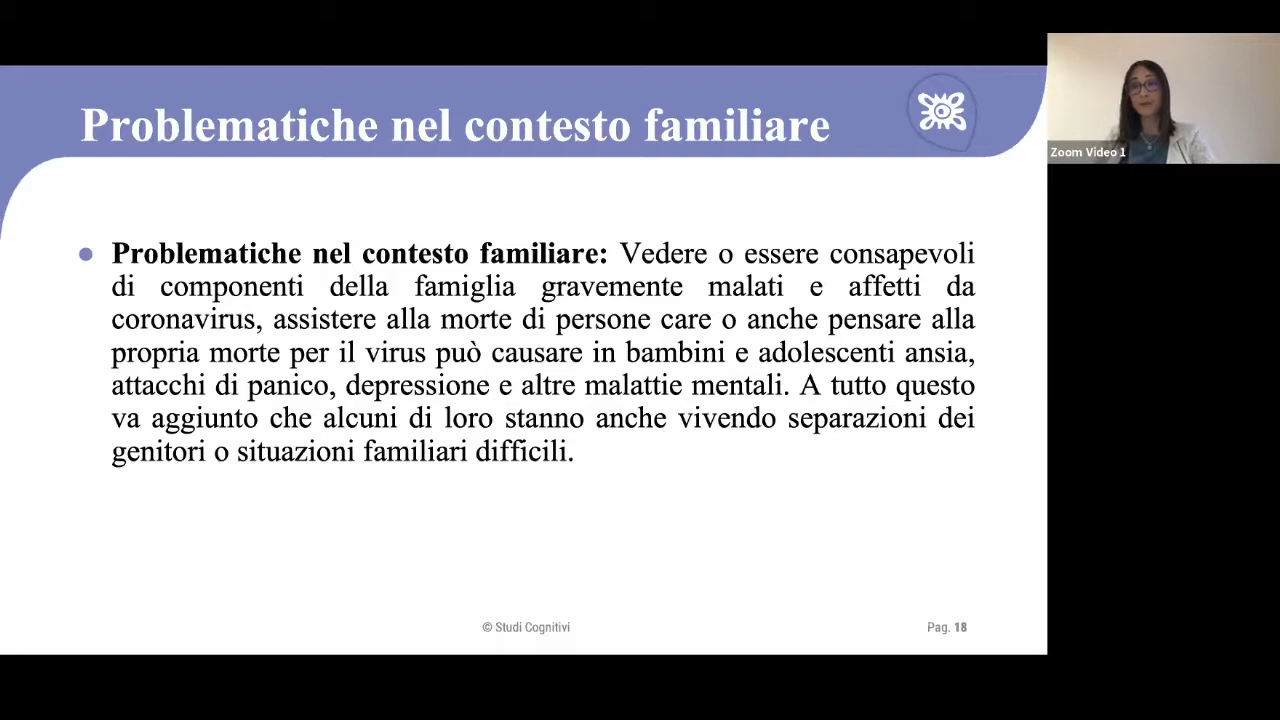 Problematiche nel contesto familiare
Zoom Video 1
Problematiche nel contesto familiare: Vedere o essere consapevoli
di componenti della famiglia gravemente malati e affetti da
coronavirus, assistere alla morte di persone care o anche pensare alla
propria morte per il virus può causare in bambini e adolescenti ansia,
attacchi di panico, depressione e altre malattie mentali. A tutto questo
va aggiunto che alcuni di loro stanno anche vivendo separazioni dei
genitori o situazioni familiari difficili.
© Studi Cognitivi
Pag. 18